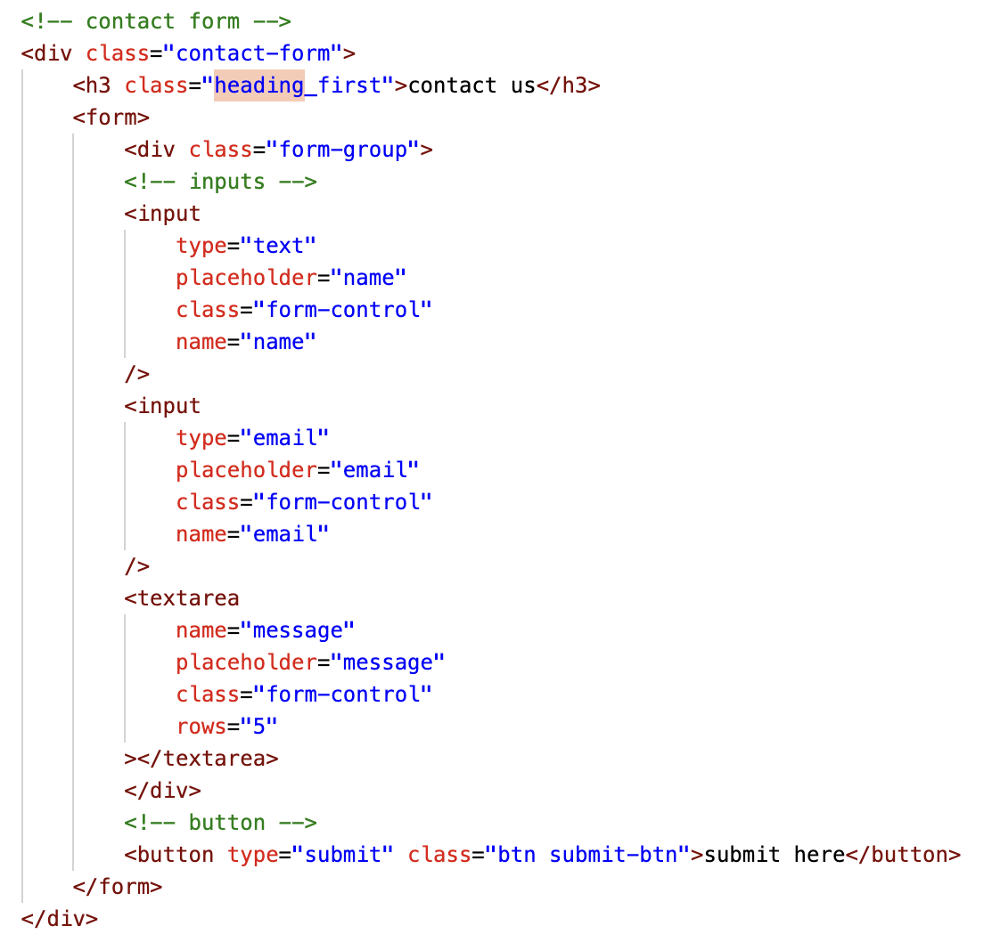 <!-- contact form -->
<div class="contact-form">
    <h3 class="heading_first">contact us</h3>
    <form>
        <div class="form-group">
        <!-- inputs -->
        <input
            type="text"
            placeholder="name"
            class="form-control"
            name="name"
        />
        <input
            type="email"
            placeholder="email"
            class="form-control"
            name="email"
        />
        <textarea
            name="message"
            placeholder="message"
            class="form-control"
            rows="5"
        ></textarea>
        </div>
        <!-- button -->
        <button type="submit" class="btn submit-btn">submit here</button>
    </form>
</div>